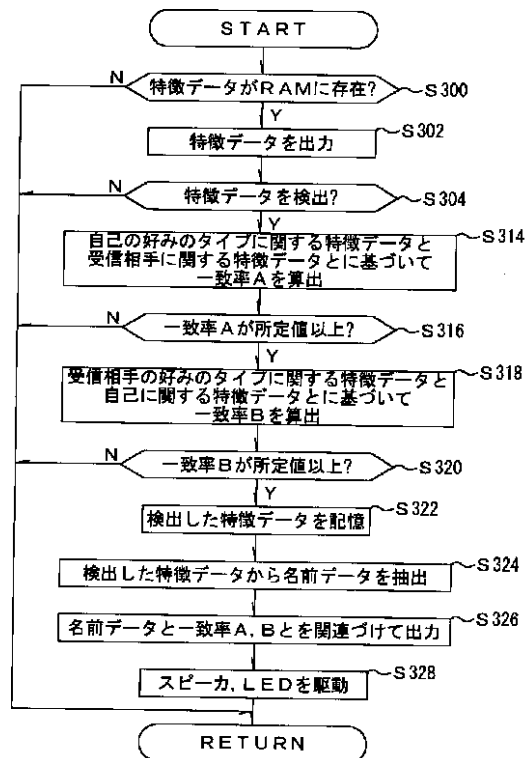 START
N
特徴データがRAMに存在?
S300
Y
S302
特徴データを出力
N
特徴データを検出?
S304
Y
S314
自己の好みのタイプに関する特徴データと
受信相手に関する特徴データとに基づいて
一致率Aを算出
N
一致率Aが所定値以上?
S316
Y
S318
受信相手の好みのタイプに関する特徴データと
自己に関する特徴データとに基づいて
一致率Bを算出
N
一致率Bが所定値以上?
S320
Y
S322
検出した特徴データを記憶
S324
検出した特徴データから名前データを抽出
S326
名前データと一致率A,Bとを関連づけて出力
S328
スピーカ,LEDを駆動
RETURN